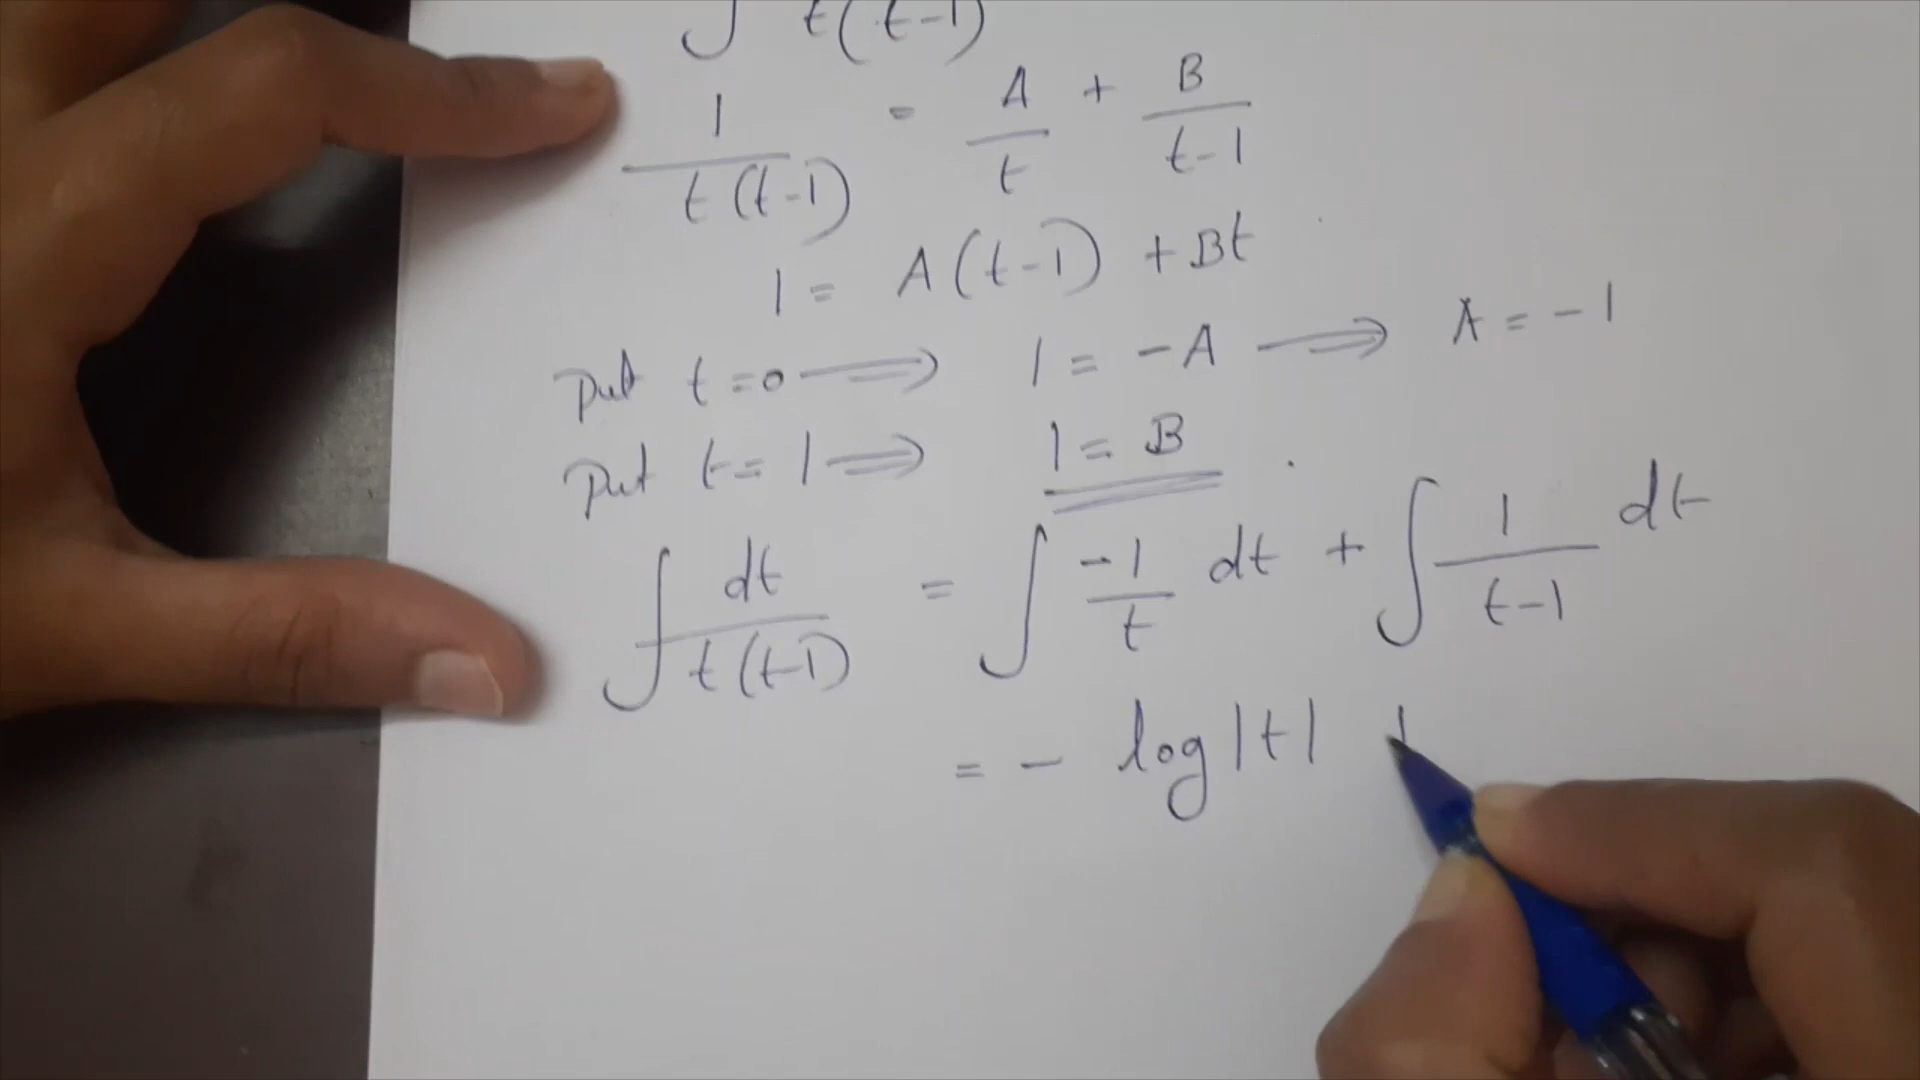 ∫ t(t-1)
1/t(t-1) = A/t + B/t-1
1 = A(t-1) + Bt
Put t=0 ⟹ 1 = -A ⟹ A = -1
Put t=1 ⟹ 1 = B
∫ dt/t(t-1) = ∫ -1/t dt + ∫ 1/t-1 dt
= - log|t|